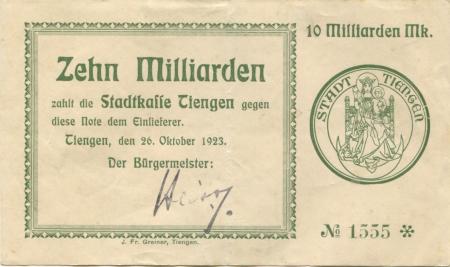 10 Milliarden Mk.
Zehn Milliarden
zahlt die Stadtkasse Tiengen gegen
diese Note dem Einlieferer.
Tiengen, den 26. Oktober 1923.
Der Bürgermeister:
STADT TIENGEN
№ 1555 *
J. Fr. Greiner, Tiengen.